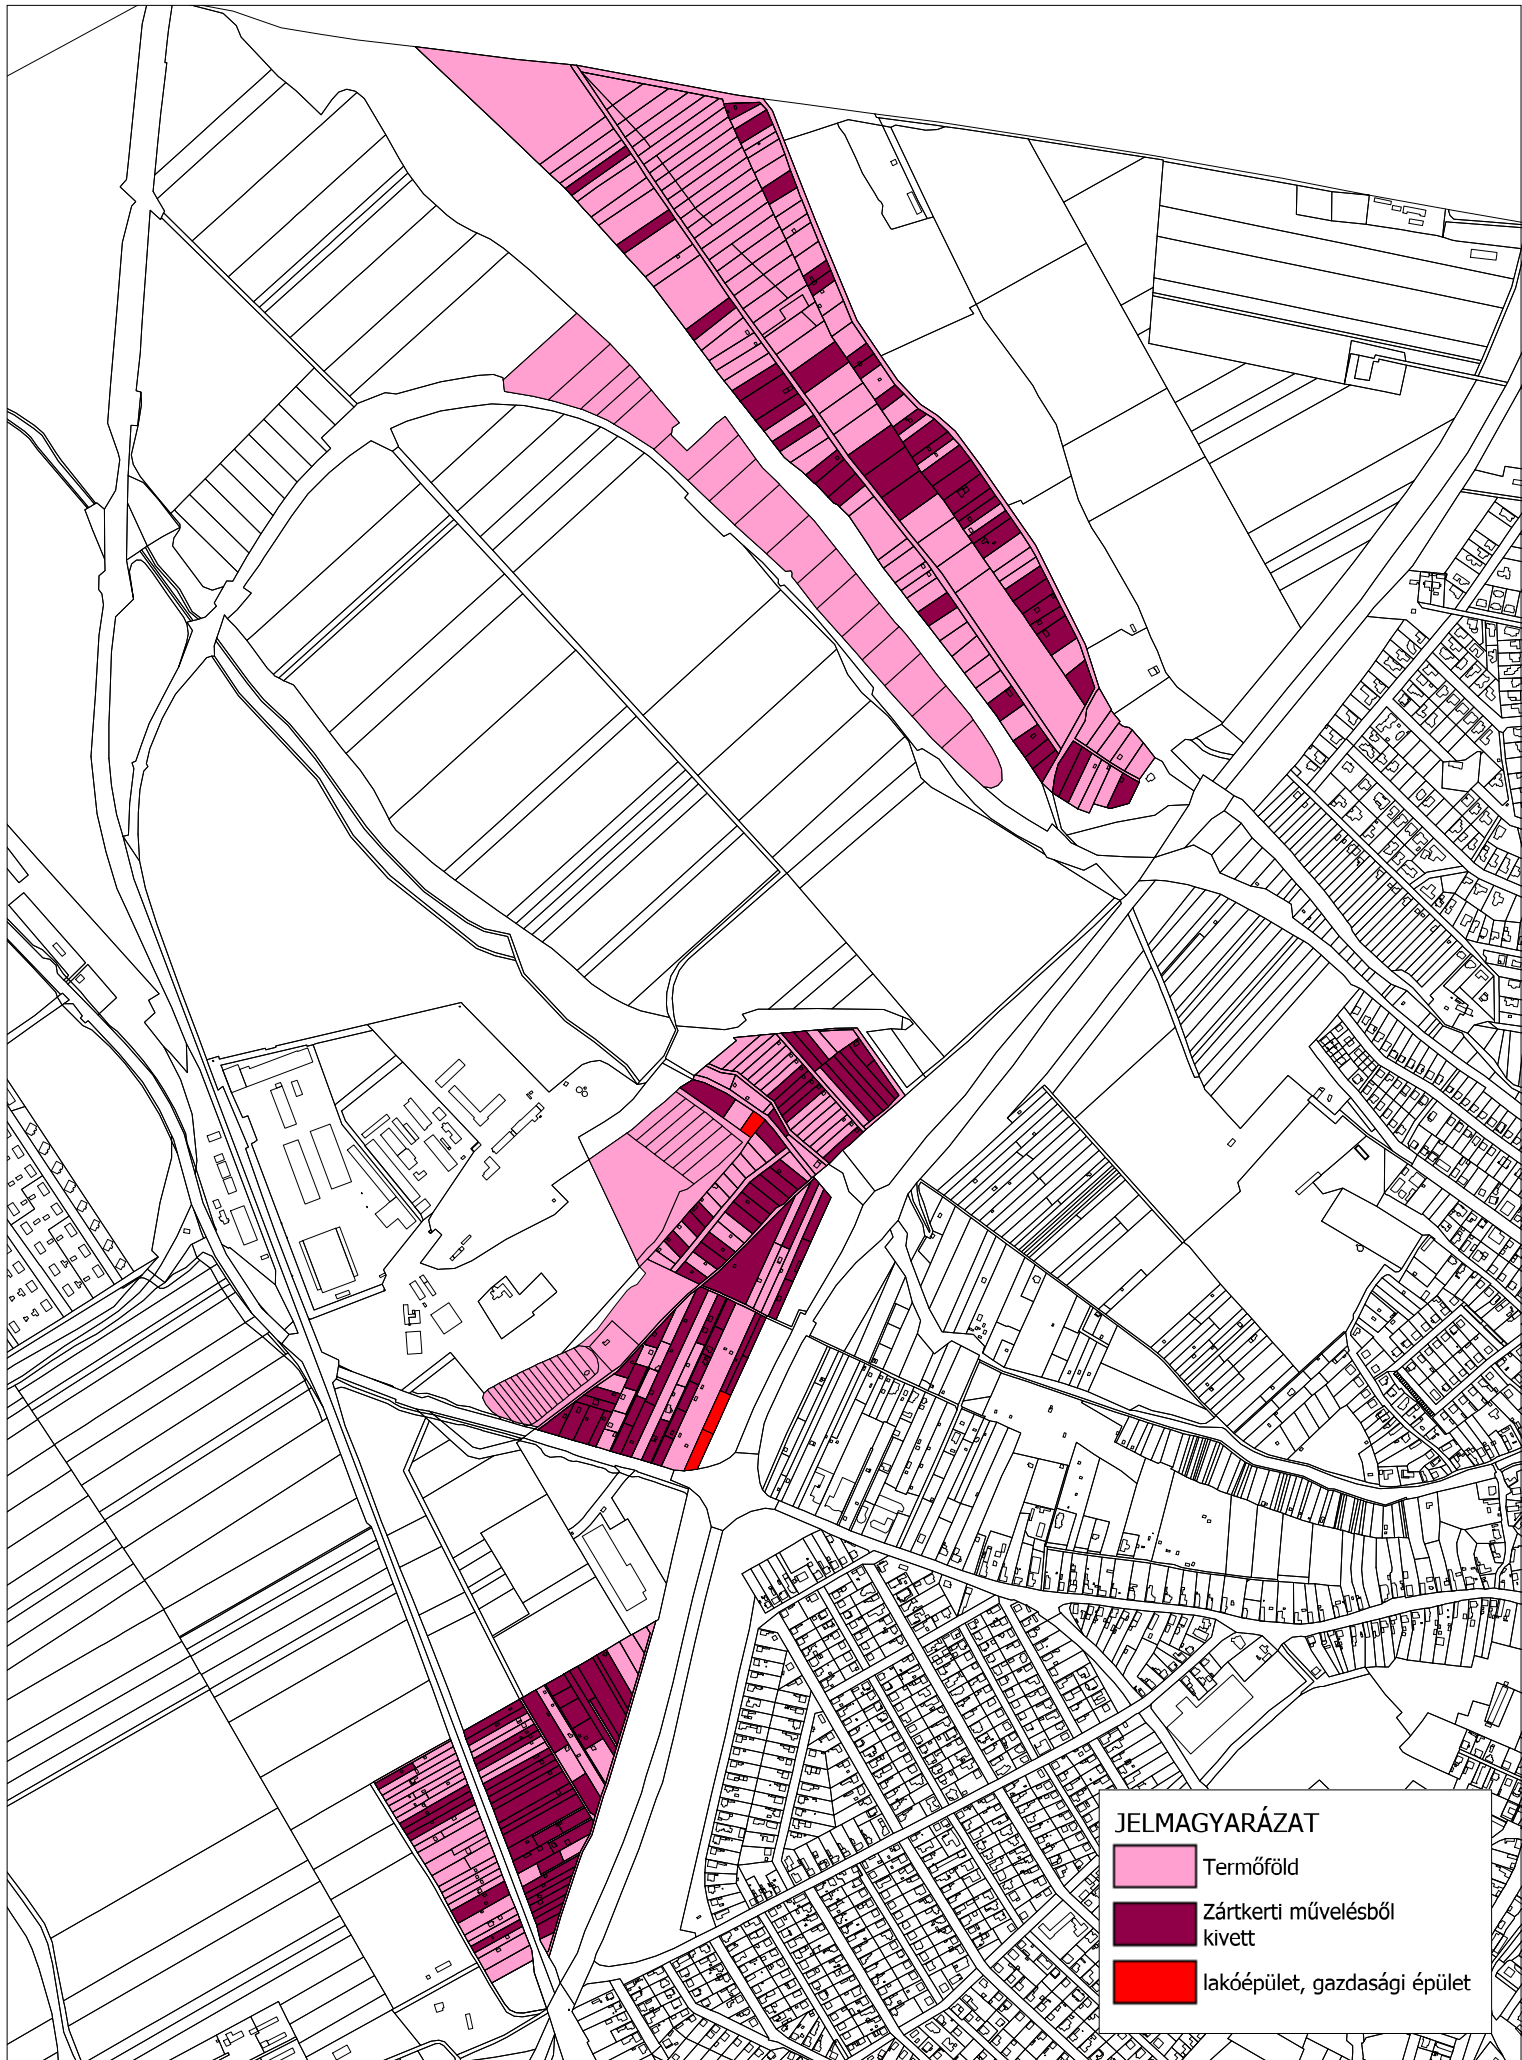 JELMAGYARÁZAT
Termőföld
Zártkerti művelésből
kivett
lakóépület, gazdasági épület